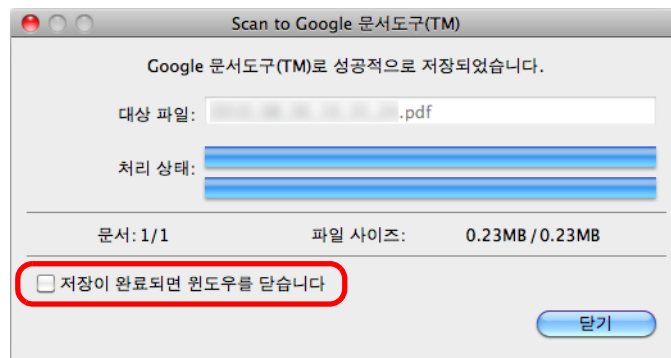 Scan to Google 문서도구(TM)
Google 문서도구(TM)로 성공적으로 저장되었습니다.
대상 파일: .pdf
처리 상태:
문서: 1/1 파일 사이즈: 0.23MB / 0.23MB
저장이 완료되면 윈도우를 닫습니다
닫기